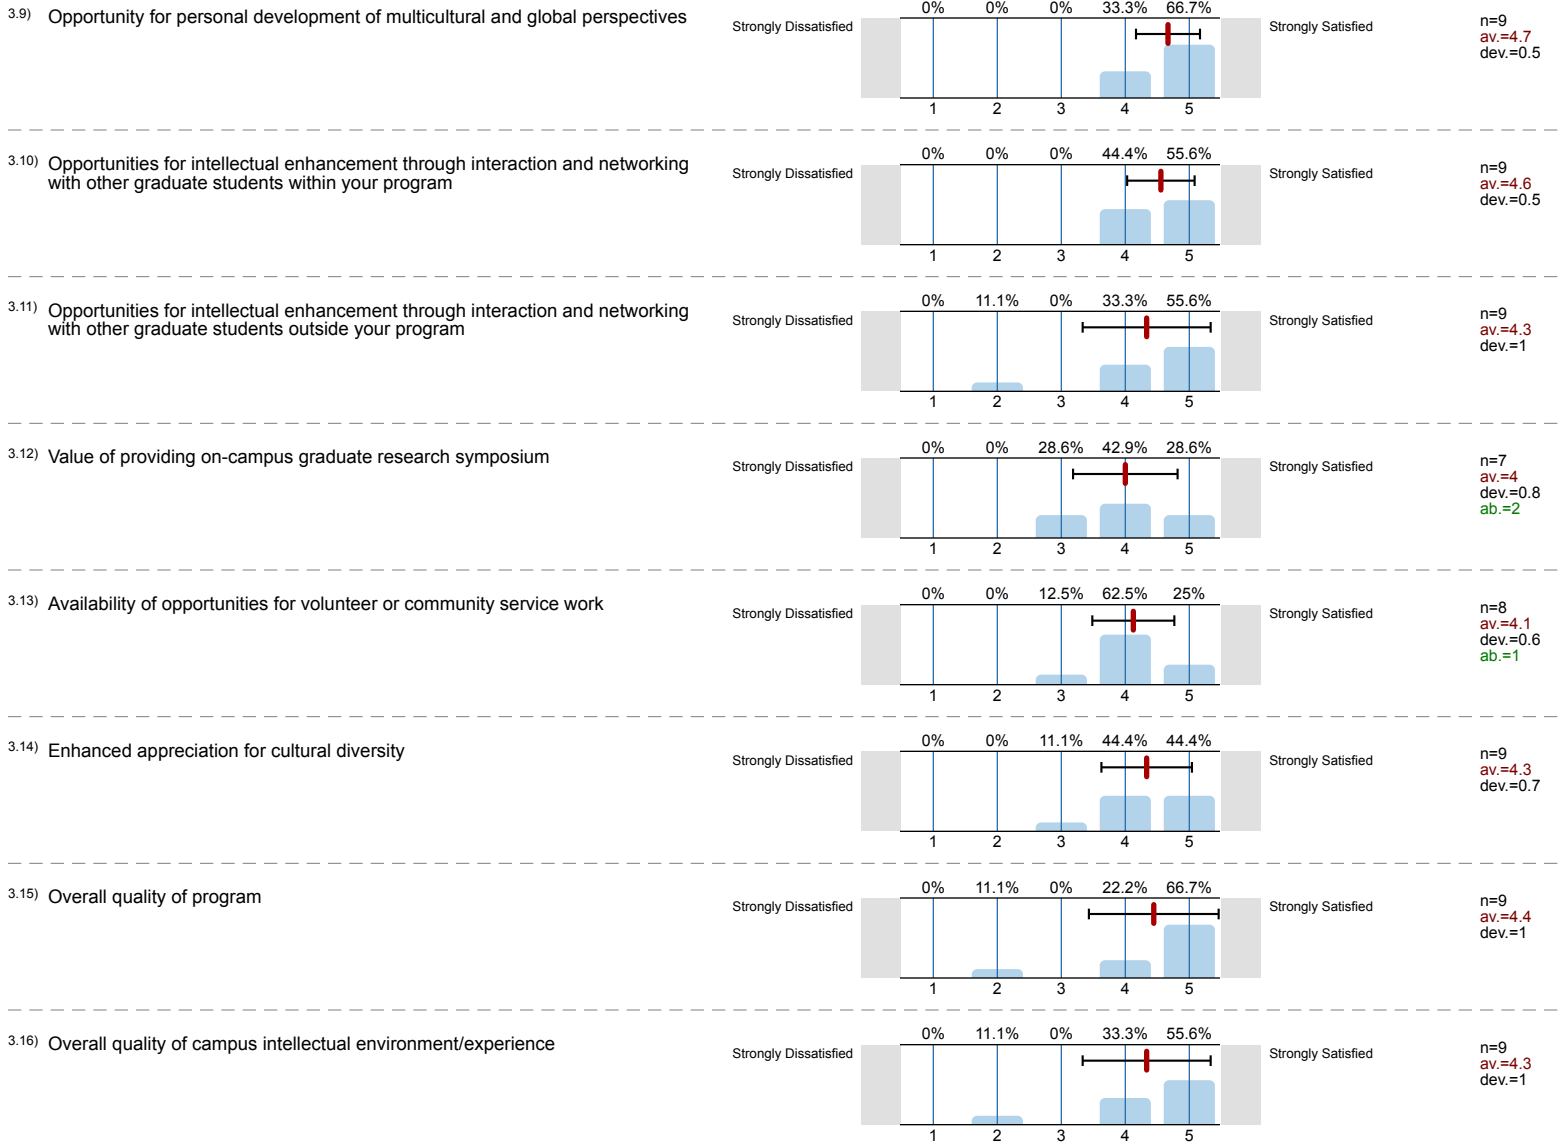 3.9) Opportunity for personal development of multicultural and global perspectives
0% 0% 0% 33.3% 66.7%
Strongly Dissatisfied Strongly Satisfied
n=9
av.=4.7
dev.=0.5
1 2 3 4 5
3.10) Opportunities for intellectual enhancement through interaction and networking
with other graduate students within your program
0% 0% 0% 44.4% 55.6%
Strongly Dissatisfied Strongly Satisfied
n=9
av.=4.6
dev.=0.5
1 2 3 4 5
3.11) Opportunities for intellectual enhancement through interaction and networking
with other graduate students outside your program
0% 11.1% 0% 33.3% 55.6%
Strongly Dissatisfied Strongly Satisfied
n=9
av.=4.3
dev.=1
1 2 3 4 5
3.12) Value of providing on-campus graduate research symposium
0% 0% 28.6% 42.9% 28.6%
Strongly Dissatisfied Strongly Satisfied
n=7
av.=4
dev.=0.8
ab.=2
1 2 3 4 5
3.13) Availability of opportunities for volunteer or community service work
0% 0% 12.5% 62.5% 25%
Strongly Dissatisfied Strongly Satisfied
n=8
av.=4.1
dev.=0.6
ab.=1
1 2 3 4 5
3.14) Enhanced appreciation for cultural diversity
0% 0% 11.1% 44.4% 44.4%
Strongly Dissatisfied Strongly Satisfied
n=9
av.=4.3
dev.=0.7
1 2 3 4 5
3.15) Overall quality of program
0% 11.1% 0% 22.2% 66.7%
Strongly Dissatisfied Strongly Satisfied
n=9
av.=4.4
dev.=1
1 2 3 4 5
3.16) Overall quality of campus intellectual environment/experience
0% 11.1% 0% 33.3% 55.6%
Strongly Dissatisfied Strongly Satisfied
n=9
av.=4.3
dev.=1
1 2 3 4 5